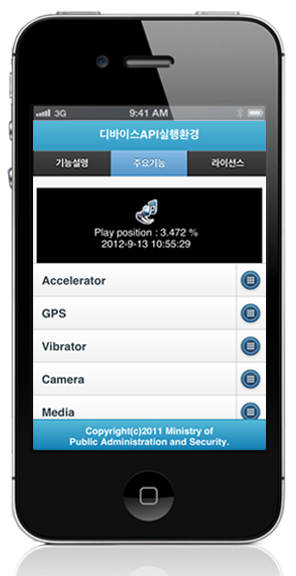 3G 9:41 AM
디바이스API실행환경
기능설명 주요기능 라이선스
Play position : 3.472 %
2012-9-13 10:55:29
Accelerator
GPS
Vibrator
Camera
Media
Copyright(c)2011 Ministry of
Public Administration and Security.